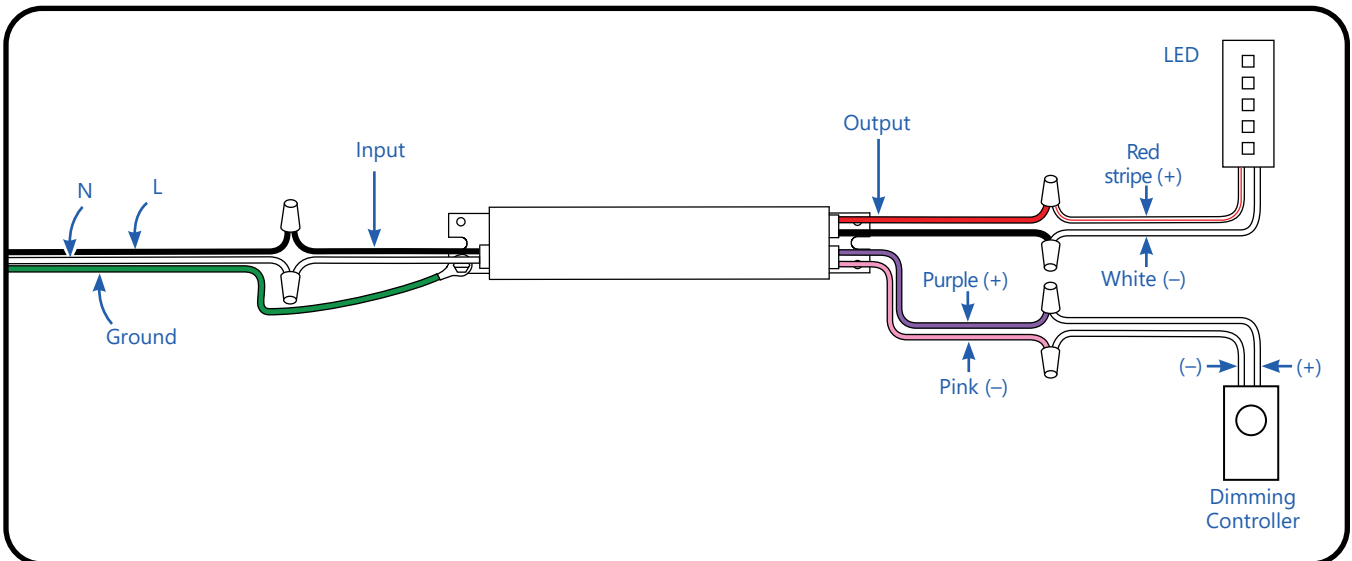 LED
Output
Input
Red
stripe (+)
N
L
Purple (+)
White (–)
Ground
Pink (–)
(–)
(+)
Dimming
Controller